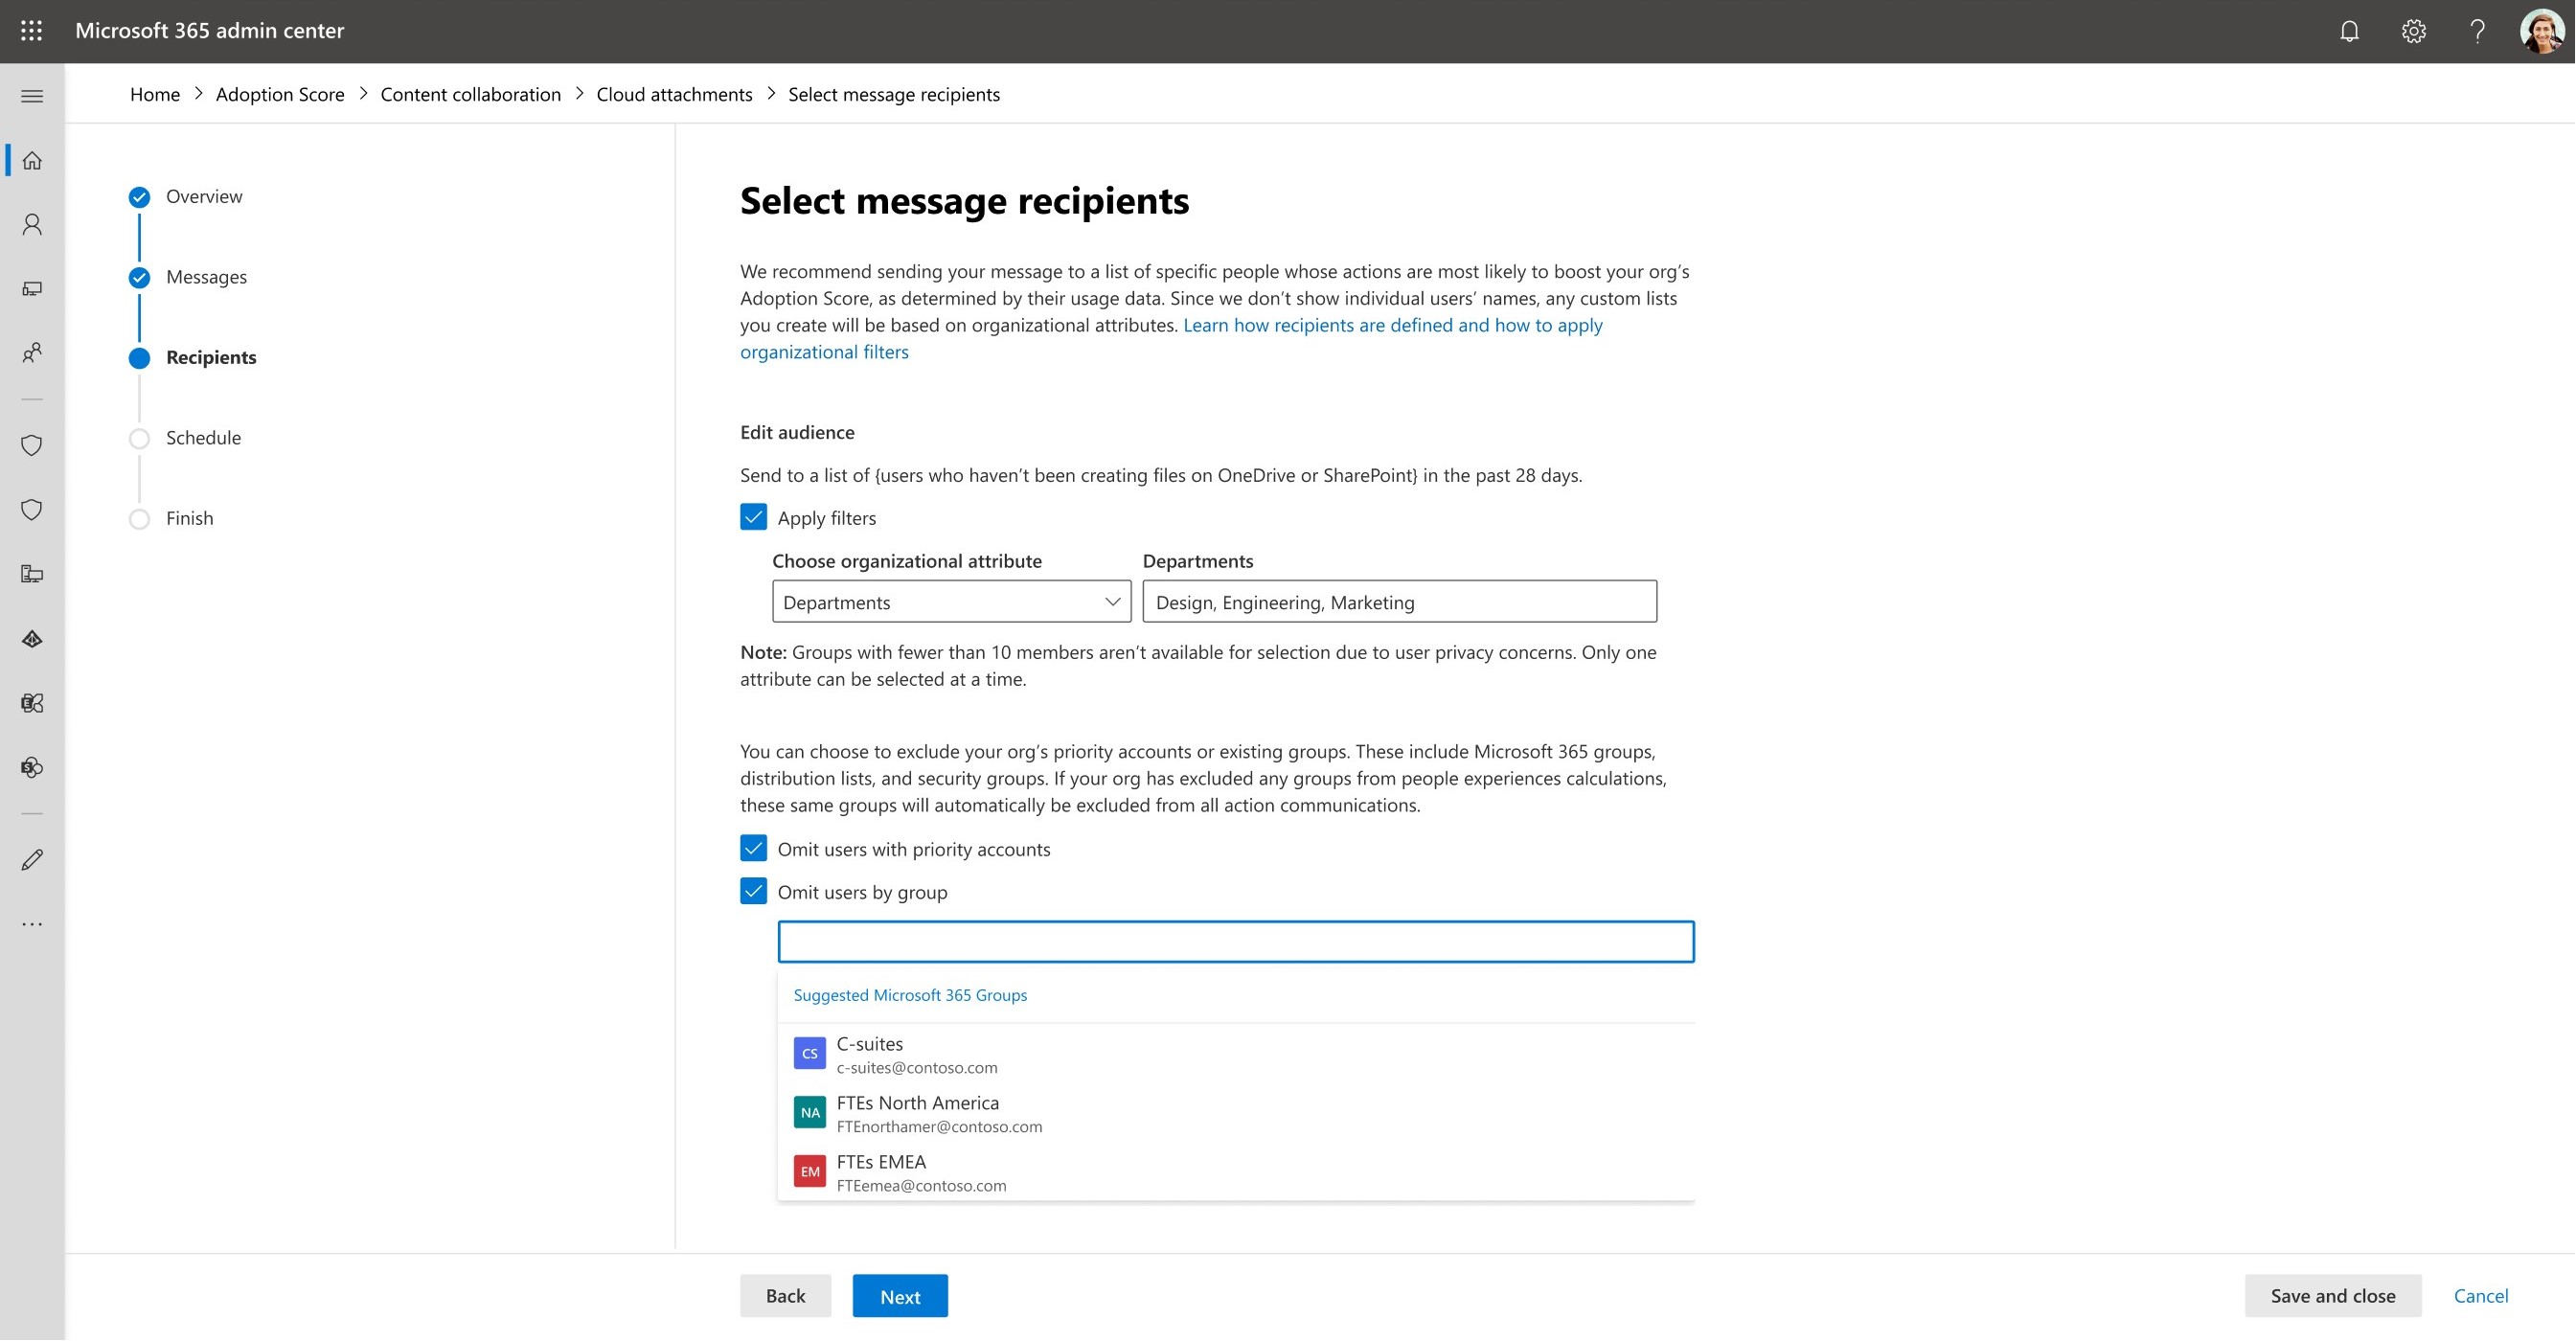 Microsoft 365 admin center
Home > Adoption Score > Content collaboration > Cloud attachments > Select message recipients
Overview
Messages
Recipients
Schedule
Finish
Select message recipients
We recommend sending your message to a list of specific people whose actions are most likely to boost your org’s
Adoption Score, as determined by their usage data. Since we don’t show individual users’ names, any custom lists
you create will be based on organizational attributes. Learn how recipients are defined and how to apply
organizational filters
Edit audience
Send to a list of {users who haven’t been creating files on OneDrive or SharePoint} in the past 28 days.
Apply filters
Choose organizational attribute
Departments
Departments
Design, Engineering, Marketing
Note: Groups with fewer than 10 members aren’t available for selection due to user privacy concerns. Only one
attribute can be selected at a time.
You can choose to exclude your org’s priority accounts or existing groups. These include Microsoft 365 groups,
distribution lists, and security groups. If your org has excluded any groups from people experiences calculations,
these same groups will automatically be excluded from all action communications.
Omit users with priority accounts
Omit users by group
Suggested Microsoft 365 Groups
CS
C-suites
c-suites@contoso.com
NA
FTEs North America
FTEnorthamer@contoso.com
EM
FTEs EMEA
FTEemea@contoso.com
Back
Next
Save and close
Cancel